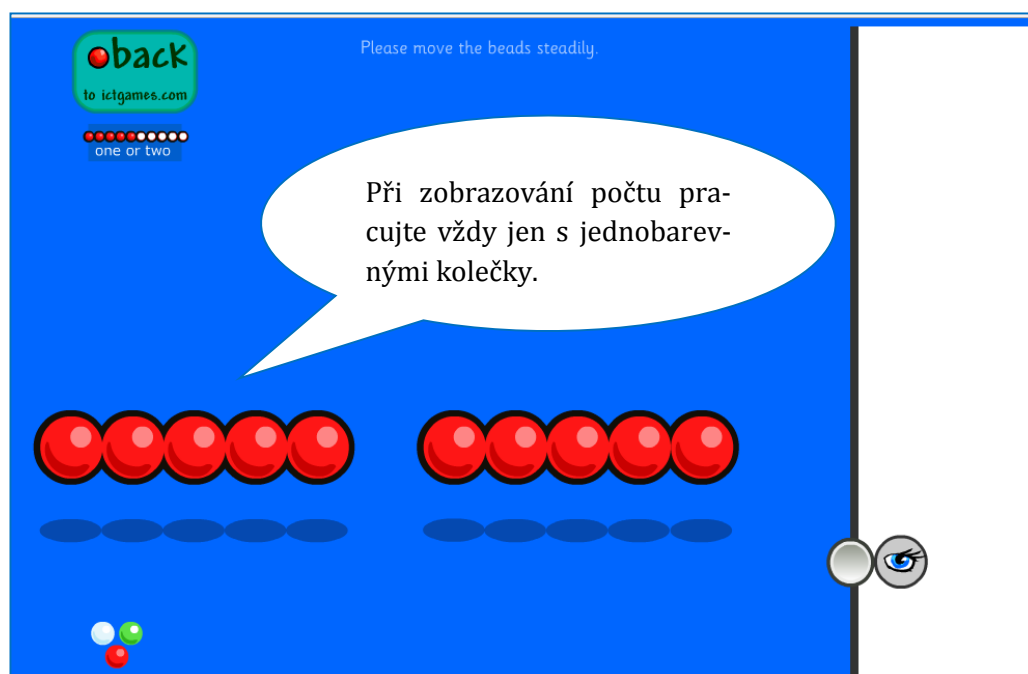 back
to ictgames.com
Please move the beads steadily.
one or two
Při zobrazování počtu pra-
cujte vždy jen s jednobarev-
nými kolečky.